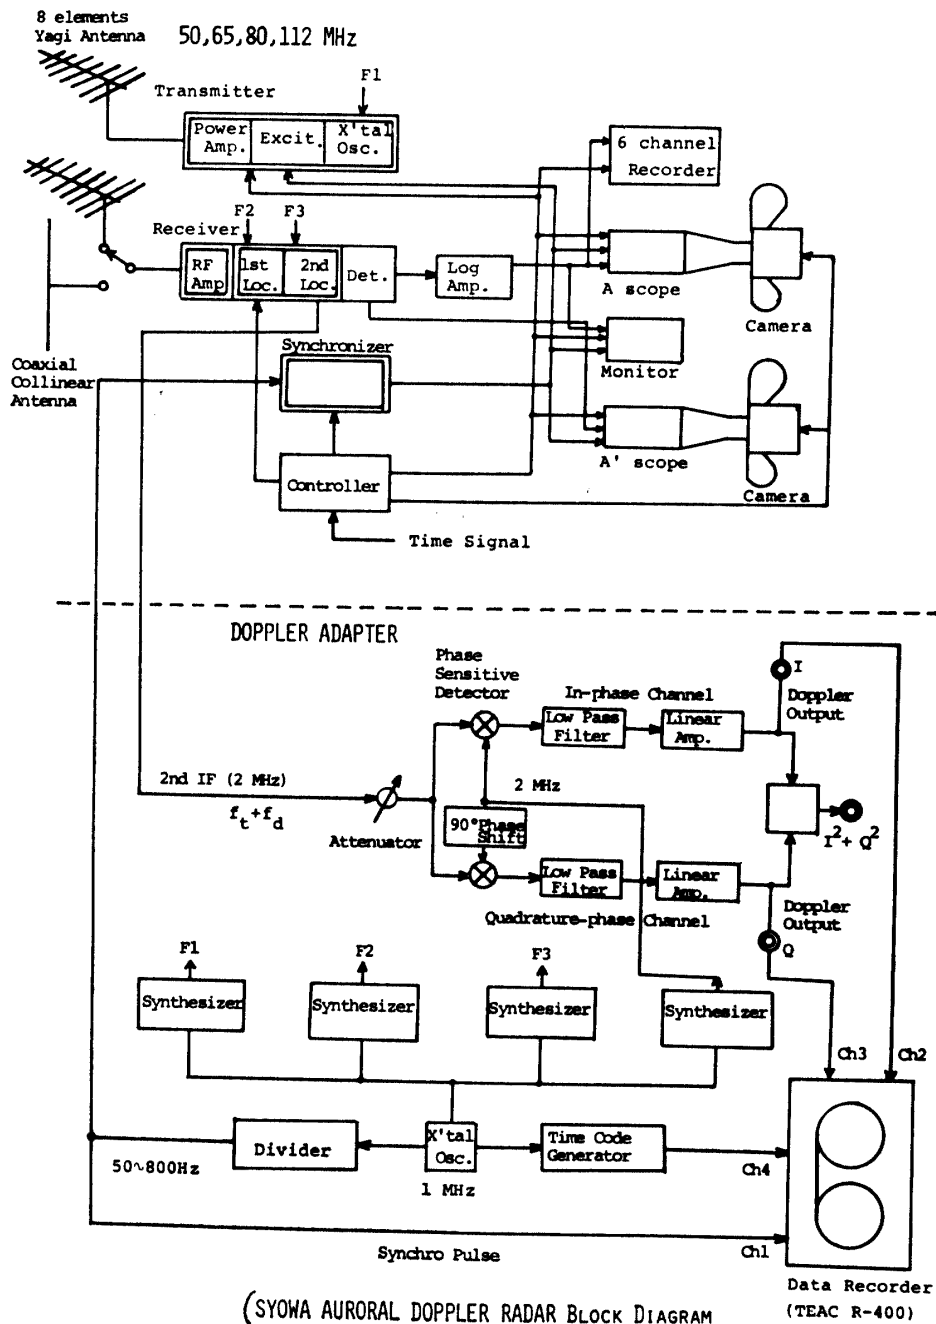 8 elements
Yagi Antenna
50,65,80,112 MHz
F1
Transmitter
Power
Amp.
Excit.
X'tal
Osc.
6 channel
Recorder
F2
F3
Receiver
RF
Amp
1st
Loc.
2nd
Loc.
Det.
Log
Amp.
A scope
Camera
Synchronizer
Monitor
Coaxial
Collinear
Antenna
A' scope
Controller
Camera
Time Signal
DOPPLER ADAPTER
Phase
Sensitive
Detector
In-phase Channel
I
Doppler
Output
Low Pass
Filter
Linear
Amp.
2nd IF (2 MHz)
2 MHz
ft+fd
Attenuator
90°Phase
Shift
I²+ Q²
Low Pass
Filter
Linear
Amp.
Quadrature-phase Channel
Doppler
Output
Q
F1
F2
F3
Synthesizer
Synthesizer
Synthesizer
Synthesizer
Ch3
Ch2
Divider
X'tal
Osc.
Time Code
Generator
50~800Hz
1 MHz
Ch4
Synchro Pulse
Ch1
Data Recorder
(TEAC R-400)
(SYOWA AURORAL DOPPLER RADAR BLOCK DIAGRAM